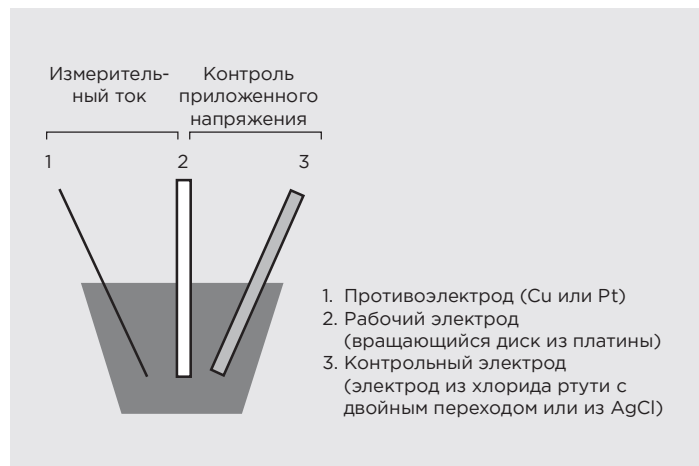 Измеритель-
ный ток
Контроль
приложенного
напряжения
1
2
3
1. Противоэлектрод (Cu или Pt)
2. Рабочий электрод
(вращающийся диск из платины)
3. Контрольный электрод
(электрод из хлорида ртути с
двойным переходом или из AgCl)